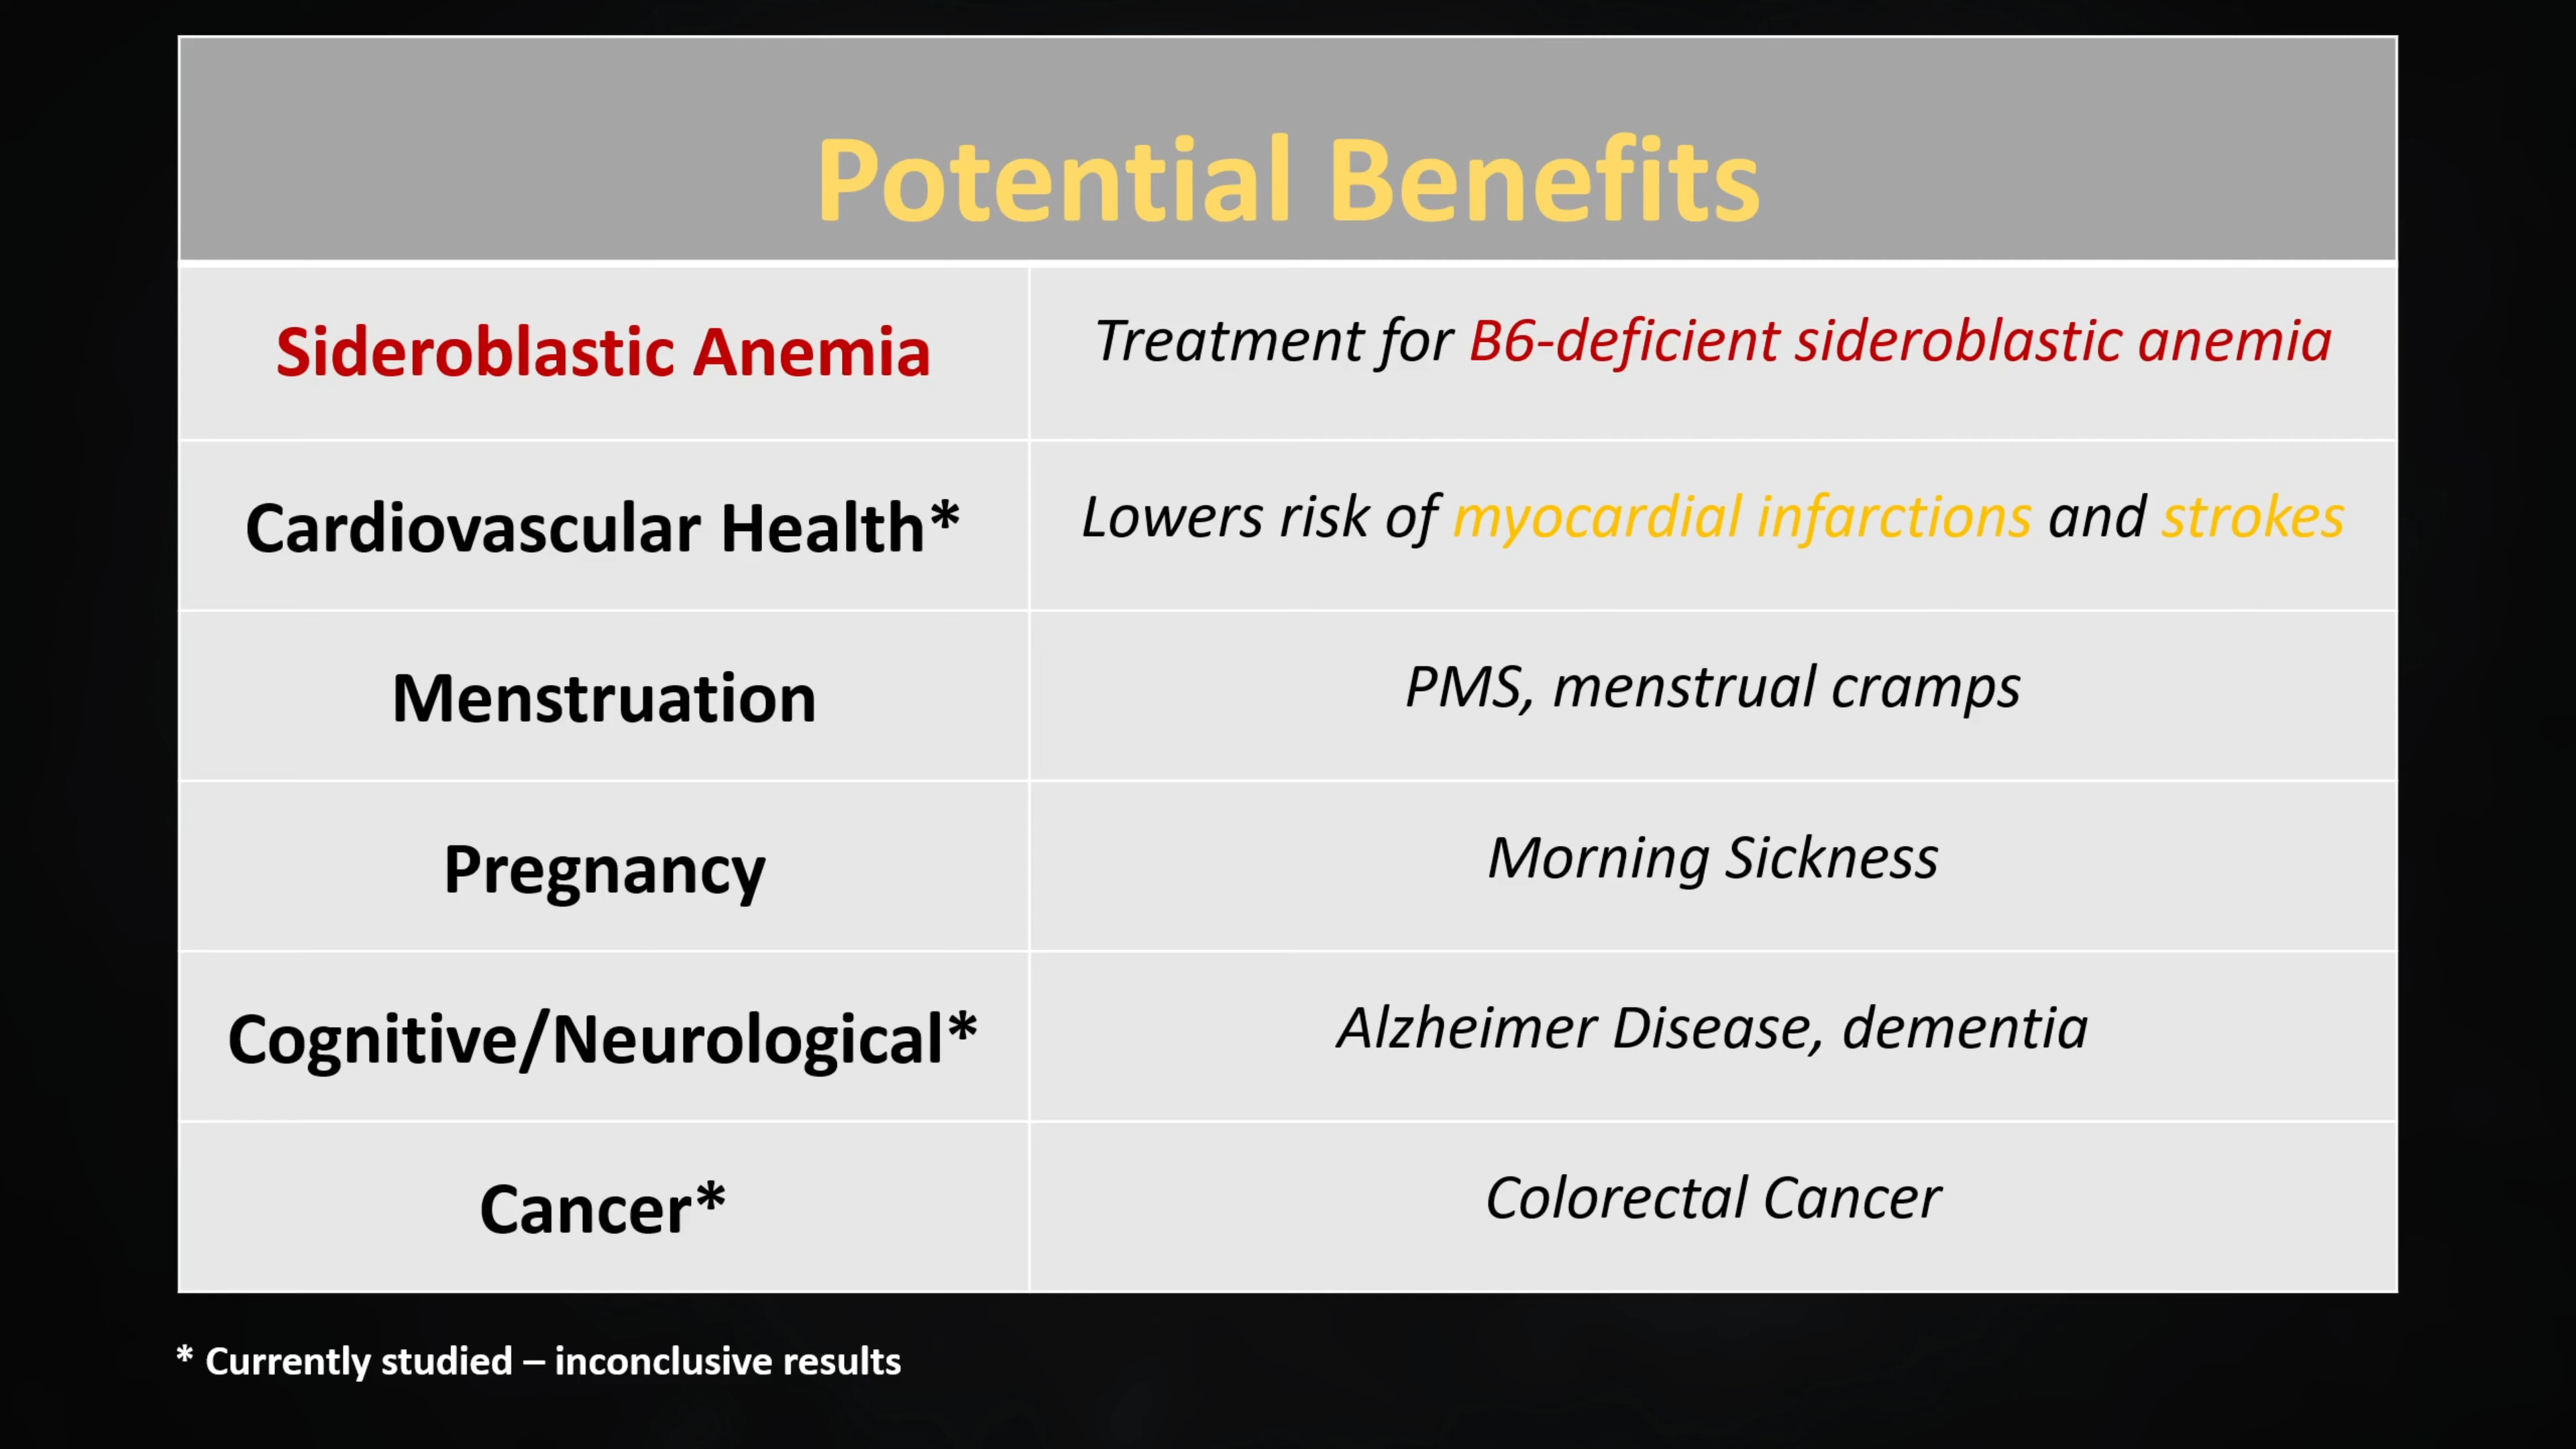 Potential Benefits
Sideroblastic Anemia
Treatment for B6-deficient sideroblastic anemia
Cardiovascular Health*
Lowers risk of myocardial infarctions and strokes
Menstruation
PMS, menstrual cramps
Pregnancy
Morning Sickness
Cognitive/Neurological*
Alzheimer Disease, dementia
Cancer*
Colorectal Cancer
* Currently studied – inconclusive results